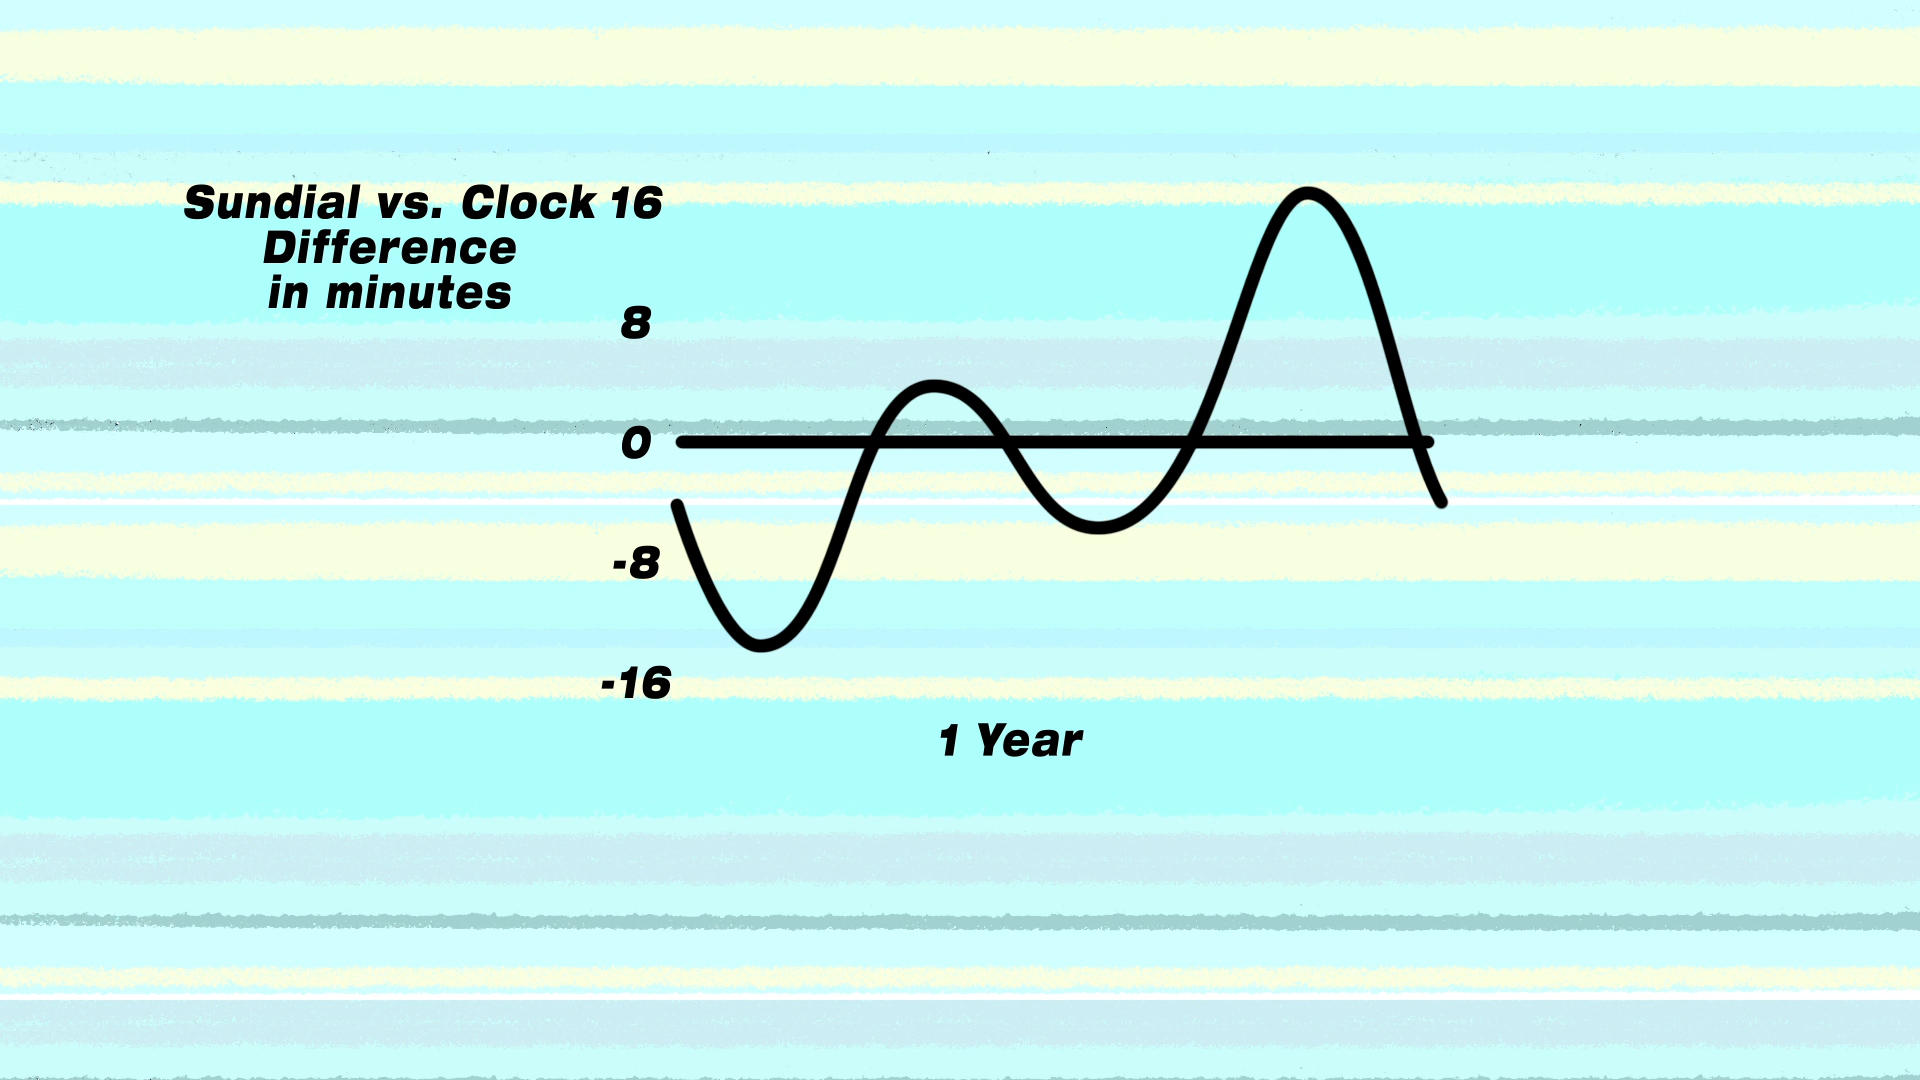 Sundial vs. Clock
Difference
in minutes
16
8
0
-8
-16
1 Year